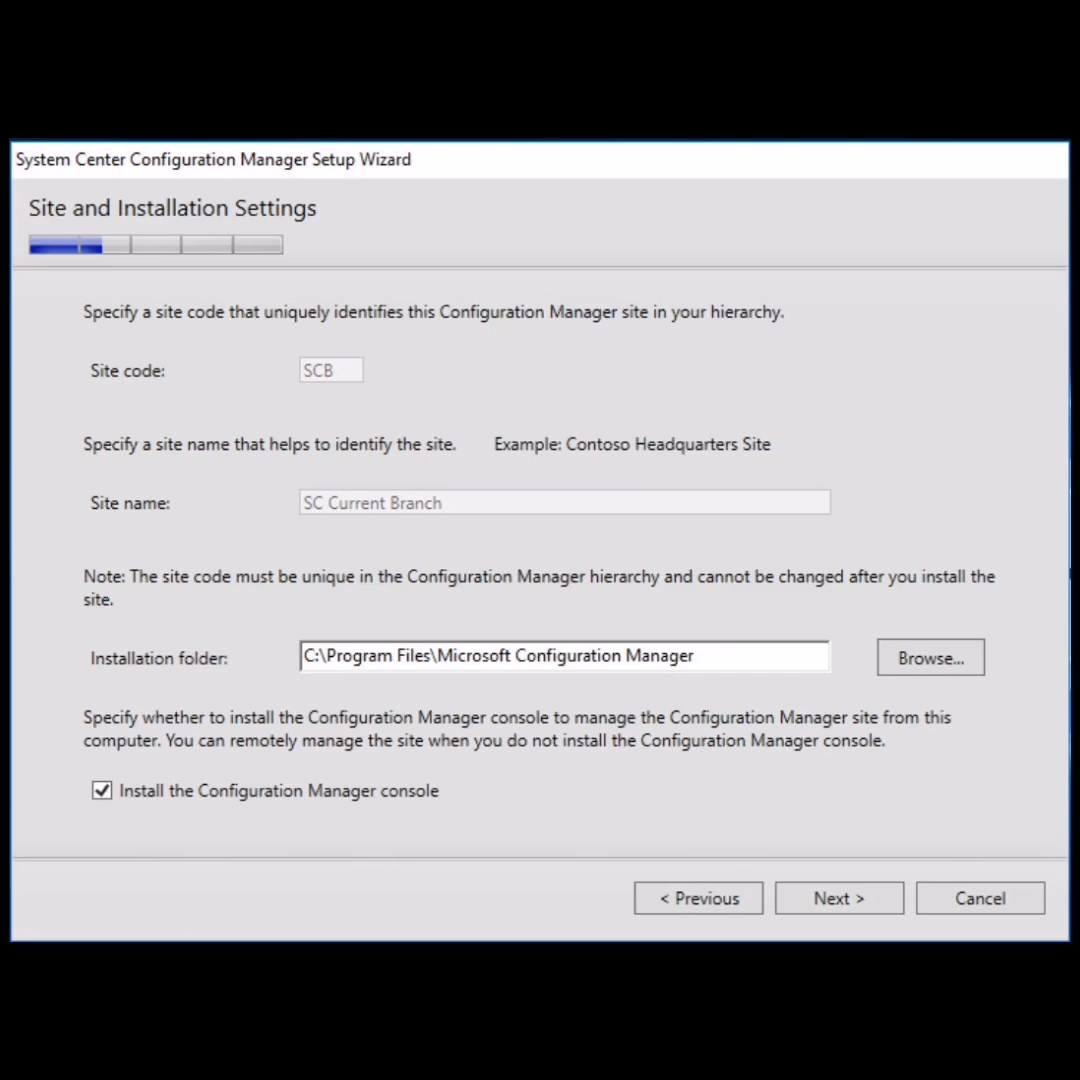 System Center Configuration Manager Setup Wizard
Site and Installation Settings
Specify a site code that uniquely identifies this Configuration Manager site in your hierarchy.
Site code: SCB
Specify a site name that helps to identify the site. Example: Contoso Headquarters Site
Site name: SC Current Branch
Note: The site code must be unique in the Configuration Manager hierarchy and cannot be changed after you install the
site.
Installation folder: C:\Program Files\Microsoft Configuration Manager Browse...
Specify whether to install the Configuration Manager console to manage the Configuration Manager site from this
computer. You can remotely manage the site when you do not install the Configuration Manager console.
Install the Configuration Manager console
< Previous Next > Cancel